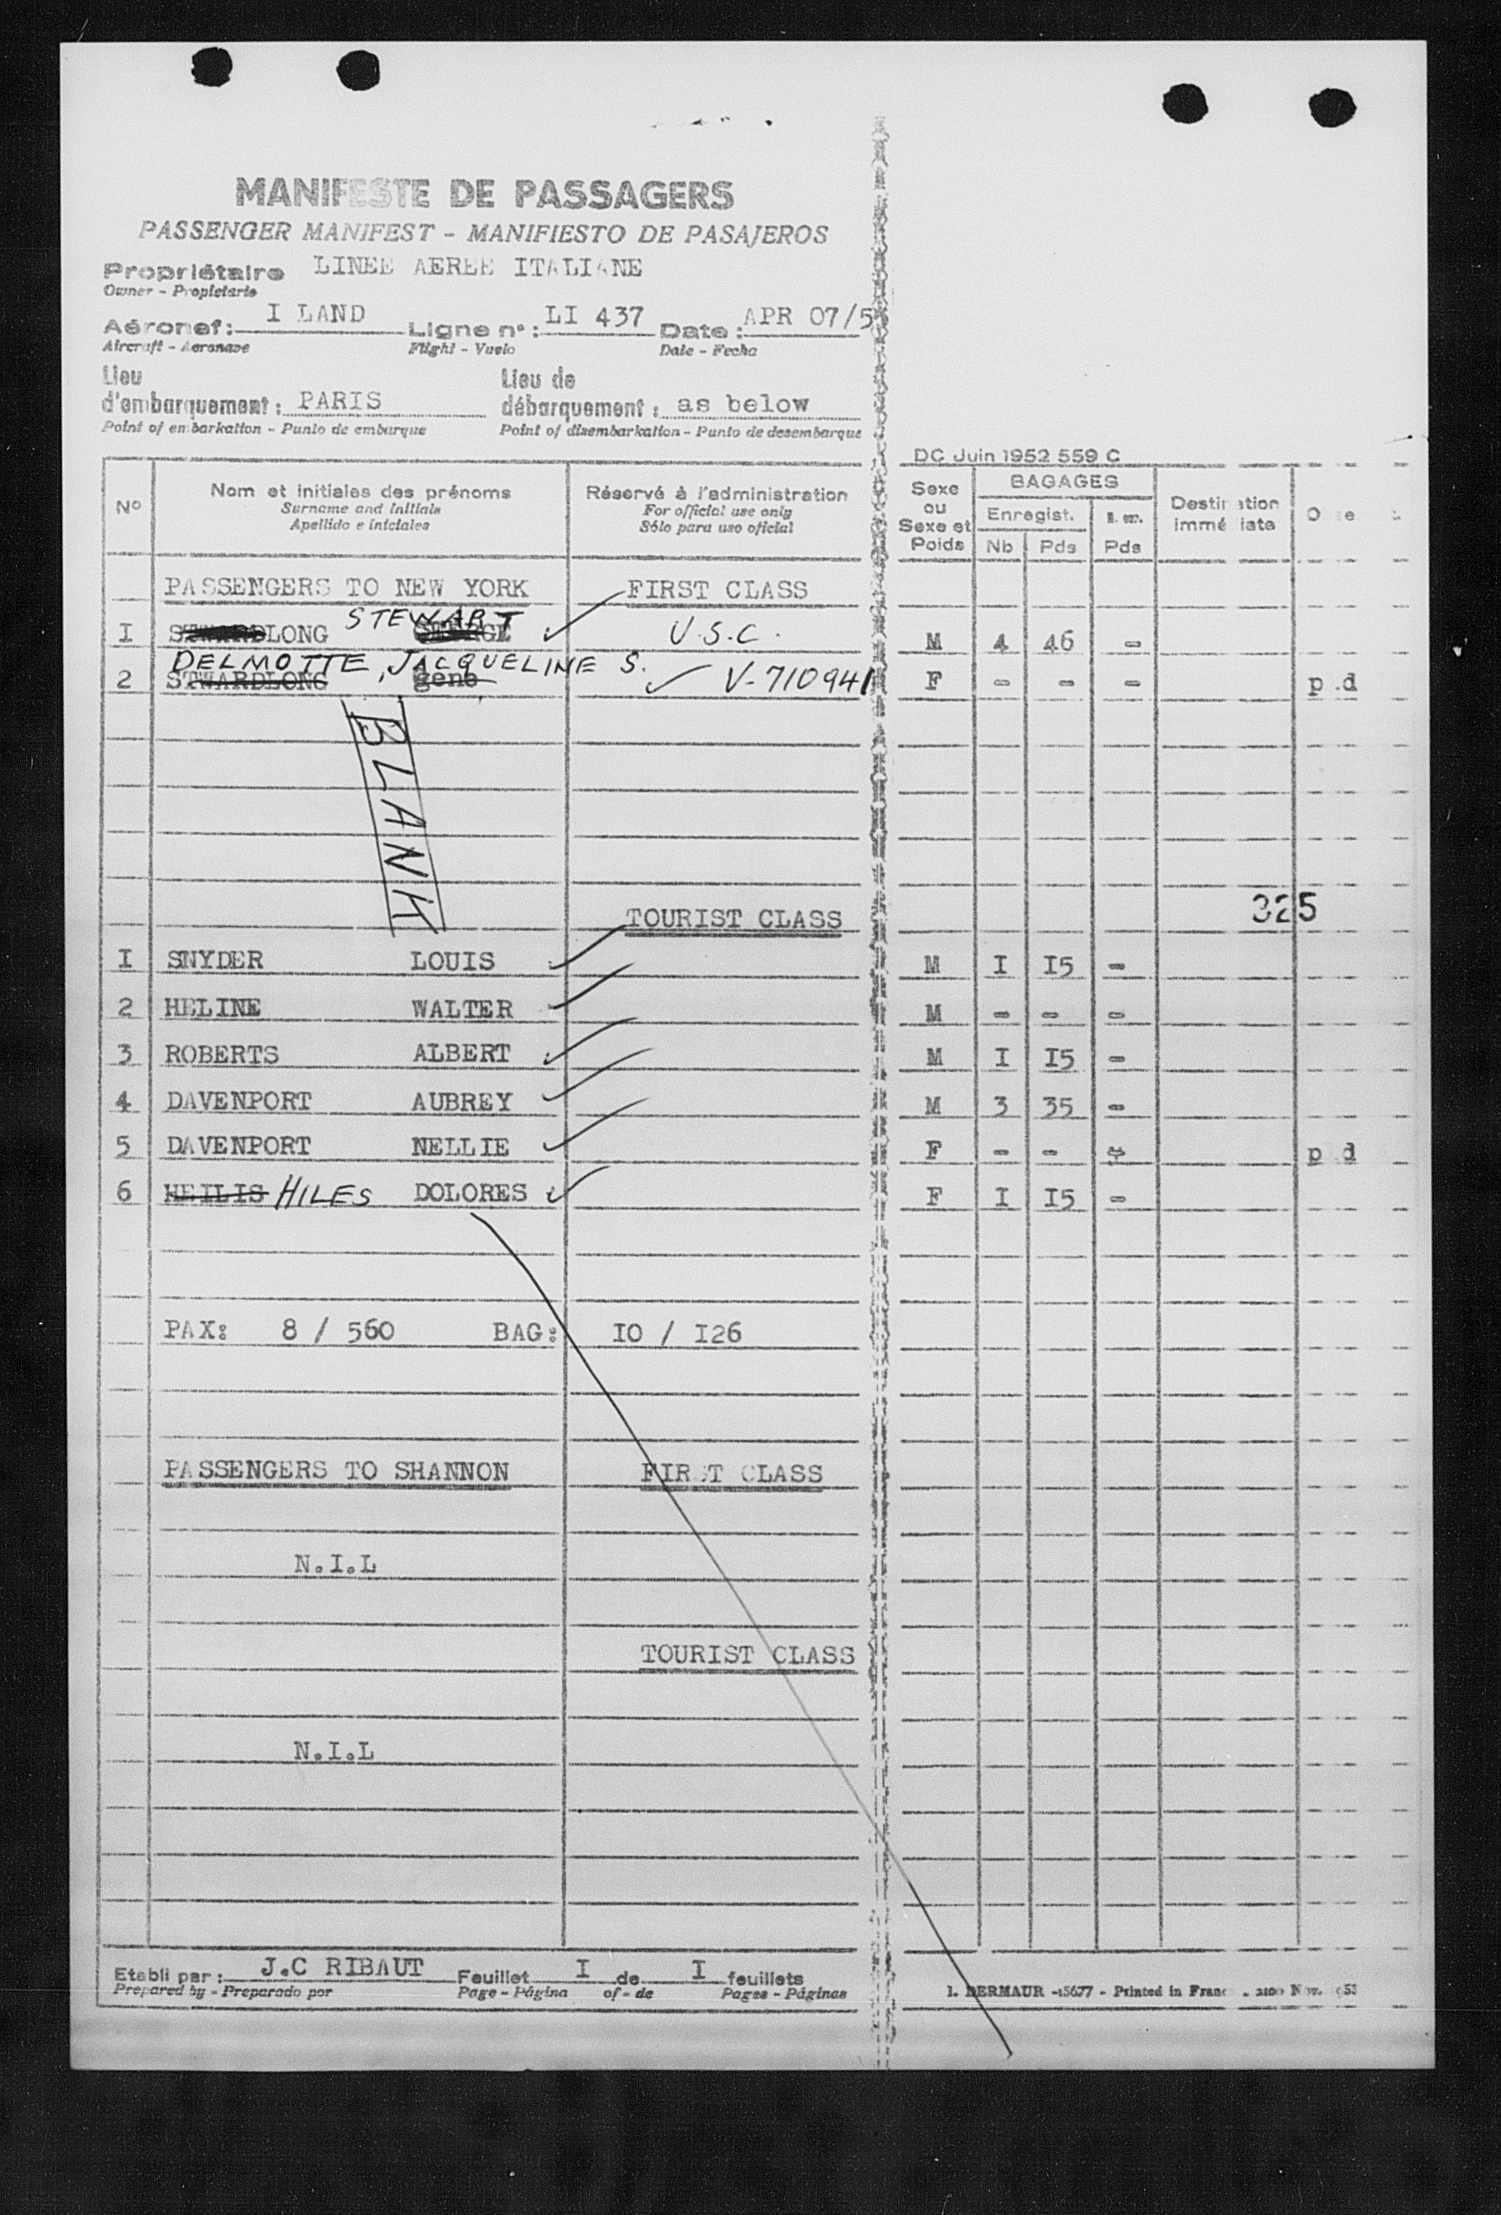 MANIFESTE DE PASSAGERS
PASSENGER MANIFEST - MANIFIESTO DE PASAJEROS
Propriétaire LINEE AEREE ITALIANE
Owner - Propietario
Aéronef: I LAND Ligne n°: LI 437 Date: APR 07/5
Aircraft - Aeronave Flight - Vuelo Date - Fecha
Lieu Lieu de
d'embarquement: PARIS débarquement: as below
Point of embarkation - Punto de embarque Point of disembarkation - Punto de desembarque
DC Juin 1952 559 C
N° Nom et initiales des prénoms Réservé à l'administration Sexe ou Sexe et Poids BAGAGES Destination immédiate
Surname and initials For official use only Enregist.
Apellido e iniciales Sólo para uso oficial Nb Pds Pds
PASSENGERS TO NEW YORK FIRST CLASS
I LONG STEWART U.S.C. M 4 46 -
DELMOTTE, JACQUELINE S. V-710941
2 STWARDLONG gene F - - - p d
BLANK
TOURIST CLASS 325
I SNYDER LOUIS M I I5 -
2 HELINE WALTER M - - -
3 ROBERTS ALBERT M I I5 -
4 DAVENPORT AUBREY M 3 35 -
5 DAVENPORT NELLIE F - - p d
6 HEILIS HILES DOLORES F I I5 -
PAX: 8 / 560 BAG: IO / I26
PASSENGERS TO SHANNON FIRST CLASS
N.I.L
TOURIST CLASS
N.I.L
Etabli par: J.C RIBAUT Feuillet I de I feuillets
Prepared by - Preparado por Page - Página of - de Pages - Páginas
I. DERMAUR -15677 - Printed in France